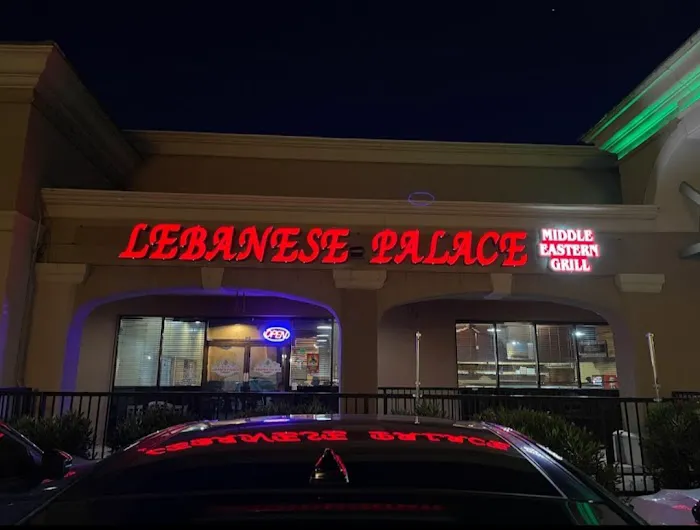 LEBANESE PALACE
MIDDLE
EASTERN
GRILL
OPEN